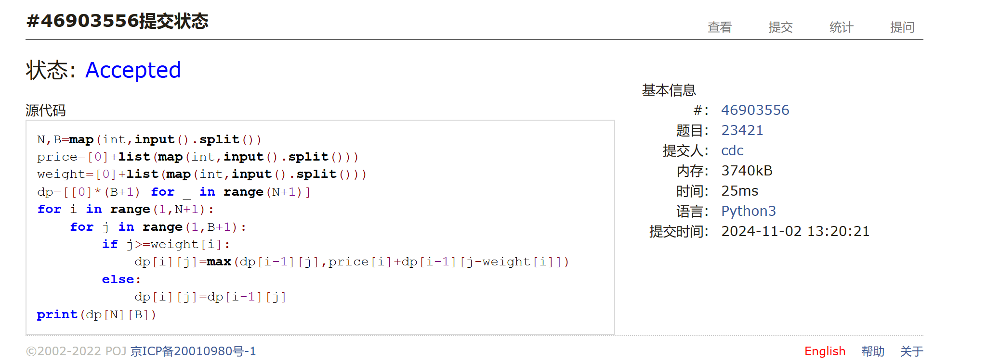 #46903556提交状态
查看 提交 统计 提问
状态: Accepted
源代码
N,B=map(int,input().split())
price=[0]+list(map(int,input().split()))
weight=[0]+list(map(int,input().split()))
dp=[[0]*(B+1) for _ in range(N+1)]
for i in range(1,N+1):
    for j in range(1,B+1):
        if j>=weight[i]:
            dp[i][j]=max(dp[i-1][j],price[i]+dp[i-1][j-weight[i]])
        else:
            dp[i][j]=dp[i-1][j]
print(dp[N][B])
基本信息
#: 46903556
题目: 23421
提交人: cdc
内存: 3740kB
时间: 25ms
语言: Python3
提交时间: 2024-11-02 13:20:21
©2002-2022 POJ 京ICP备20010980号-1
English 帮助 关于